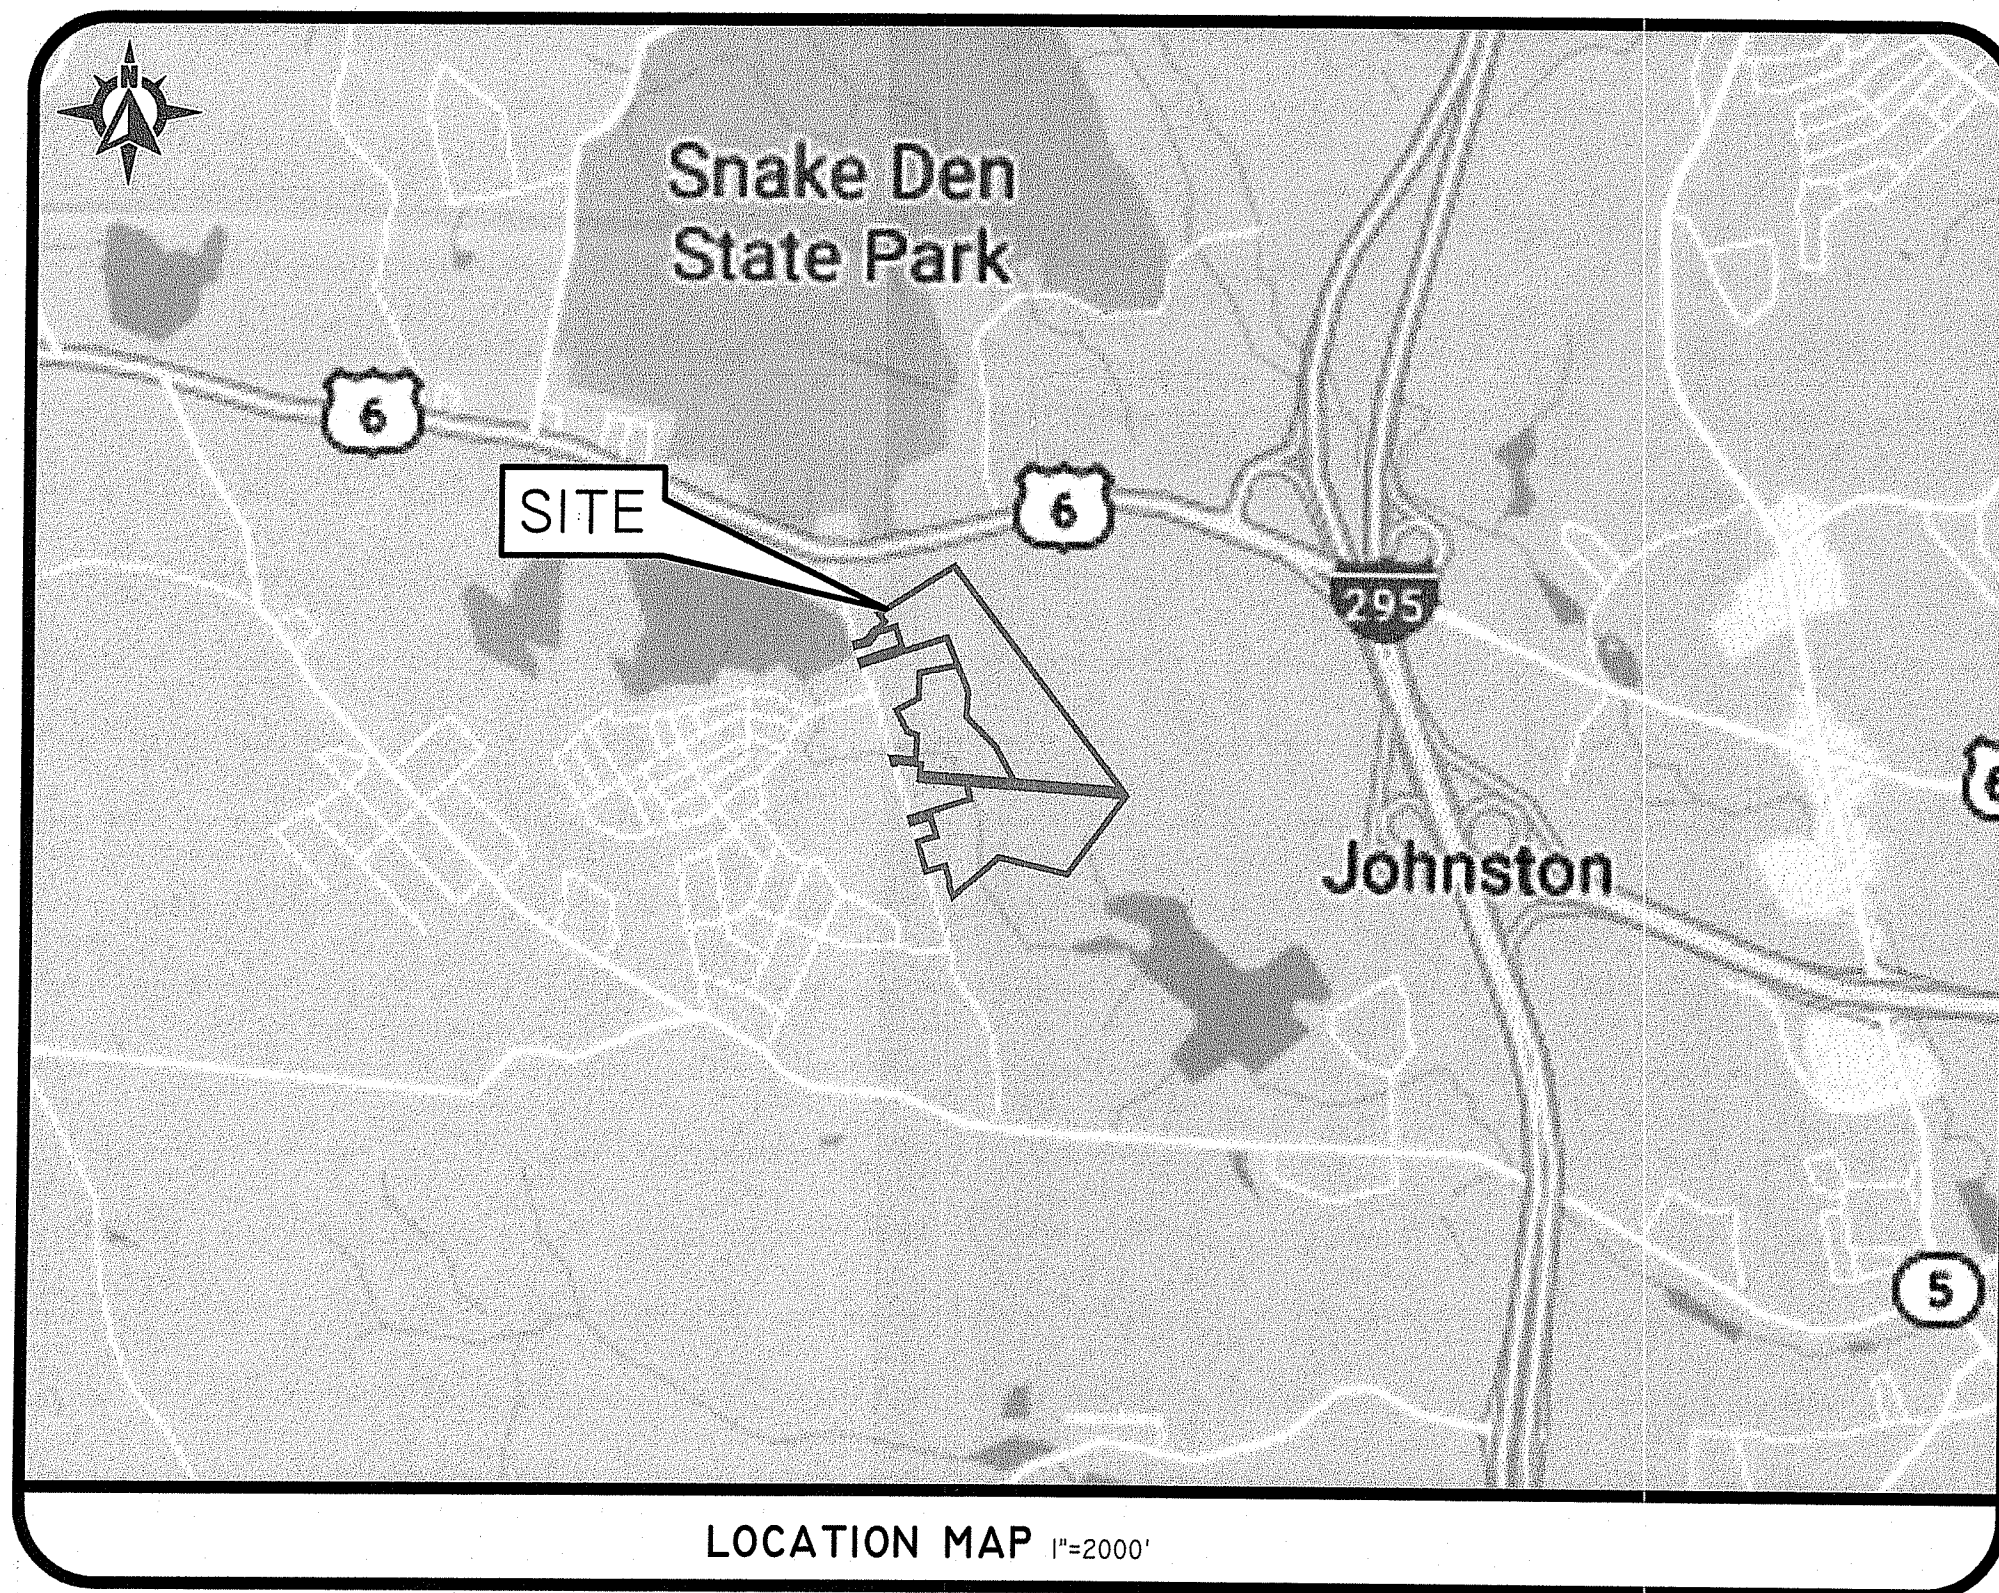 N
Snake Den
State Park
6
SITE
6
295
Johnston
5
LOCATION MAP 1"=2000'